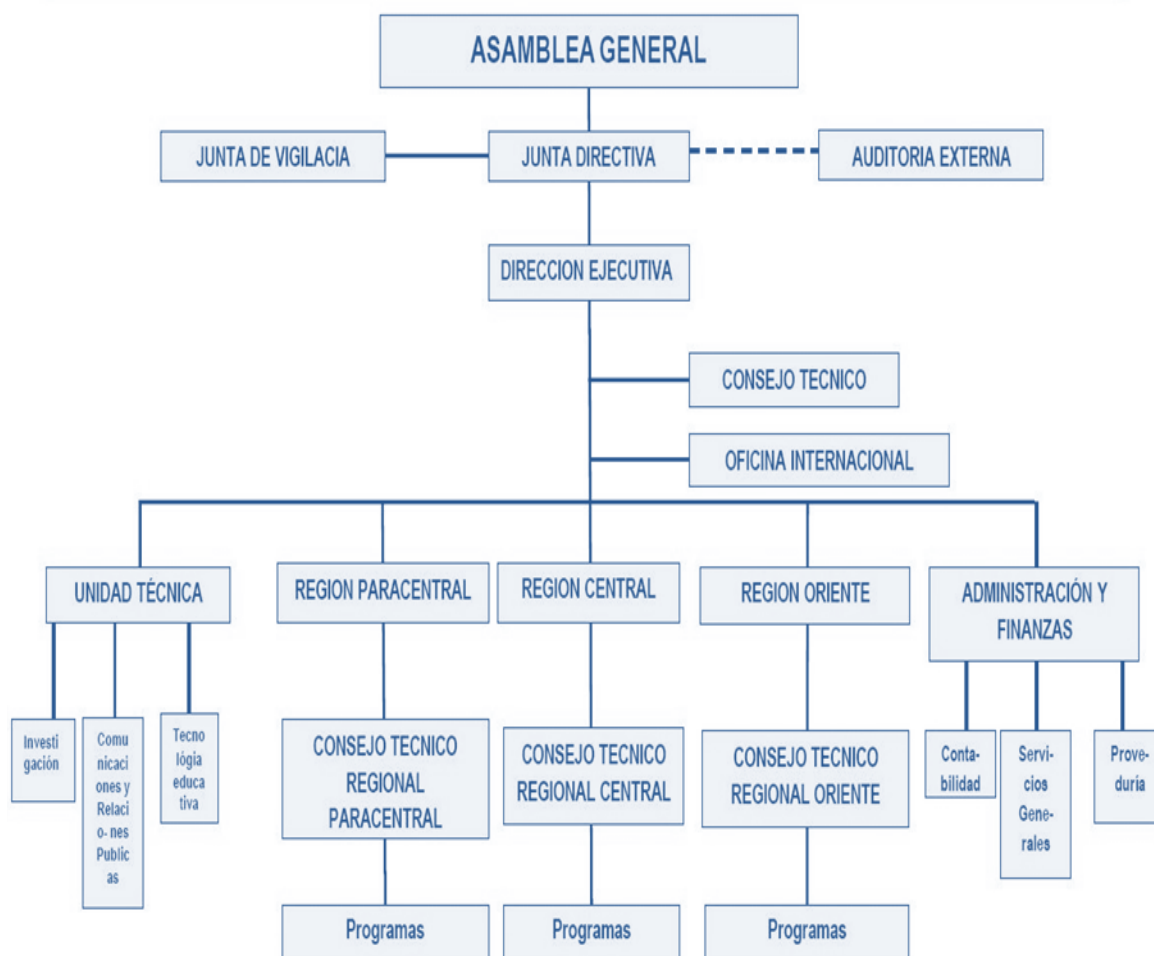 ASAMBLEA GENERAL
JUNTA DE VIGILACIA
JUNTA DIRECTIVA
AUDITORIA EXTERNA
DIRECCION EJECUTIVA
CONSEJO TECNICO
OFICINA INTERNACIONAL
UNIDAD TÉCNICA
REGION PARACENTRAL
REGION CENTRAL
REGION ORIENTE
ADMINISTRACIÓN Y
FINANZAS
Investi
gación
Comu
nicaci
ones y
Relaci
o- nes
Public
as
Tecno
lógia
educa
tiva
CONSEJO TECNICO
REGIONAL
PARACENTRAL
CONSEJO TECNICO
REGIONAL CENTRAL
CONSEJO TECNICO
REGIONAL ORIENTE
Conta-
bilidad
Servi-
cios
Gene-
rales
Prove-
duria
Programas
Programas
Programas